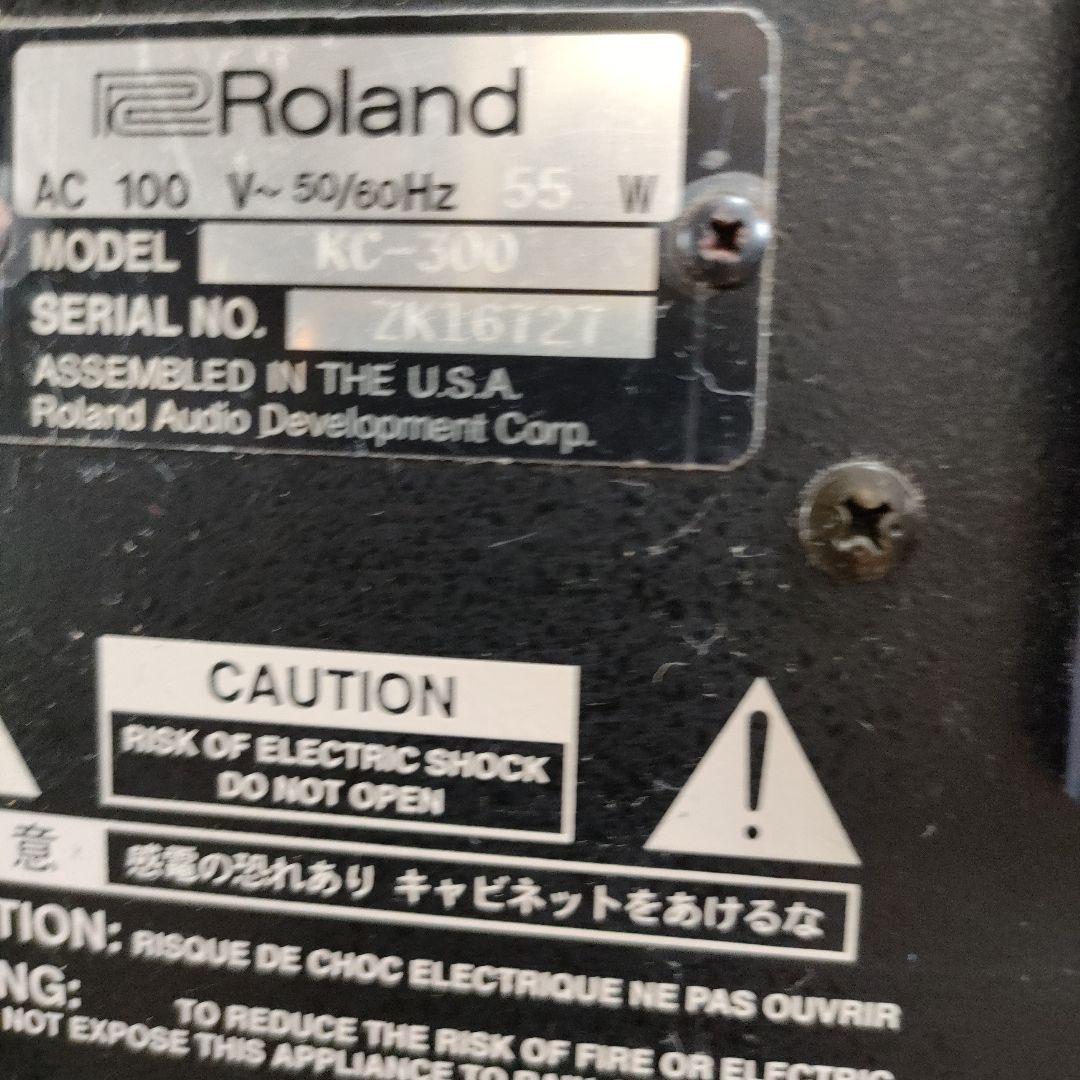 Roland
AC 100 V~ 50/60Hz 55 W
MODEL KC-300
SERIAL NO. ZK16727
ASSEMBLED IN THE U.S.A.
Roland Audio Development Corp.
CAUTION
RISK OF ELECTRIC SHOCK
DO NOT OPEN
意 感電の恐れあり キャビネットをあけるな
TION: RISQUE DE CHOC ELECTRIQUE NE PAS OUVRIR
NG: TO REDUCE THE RISK OF FIRE OR ELECTRIC
NOT EXPOSE THIS APPLIANCE TO